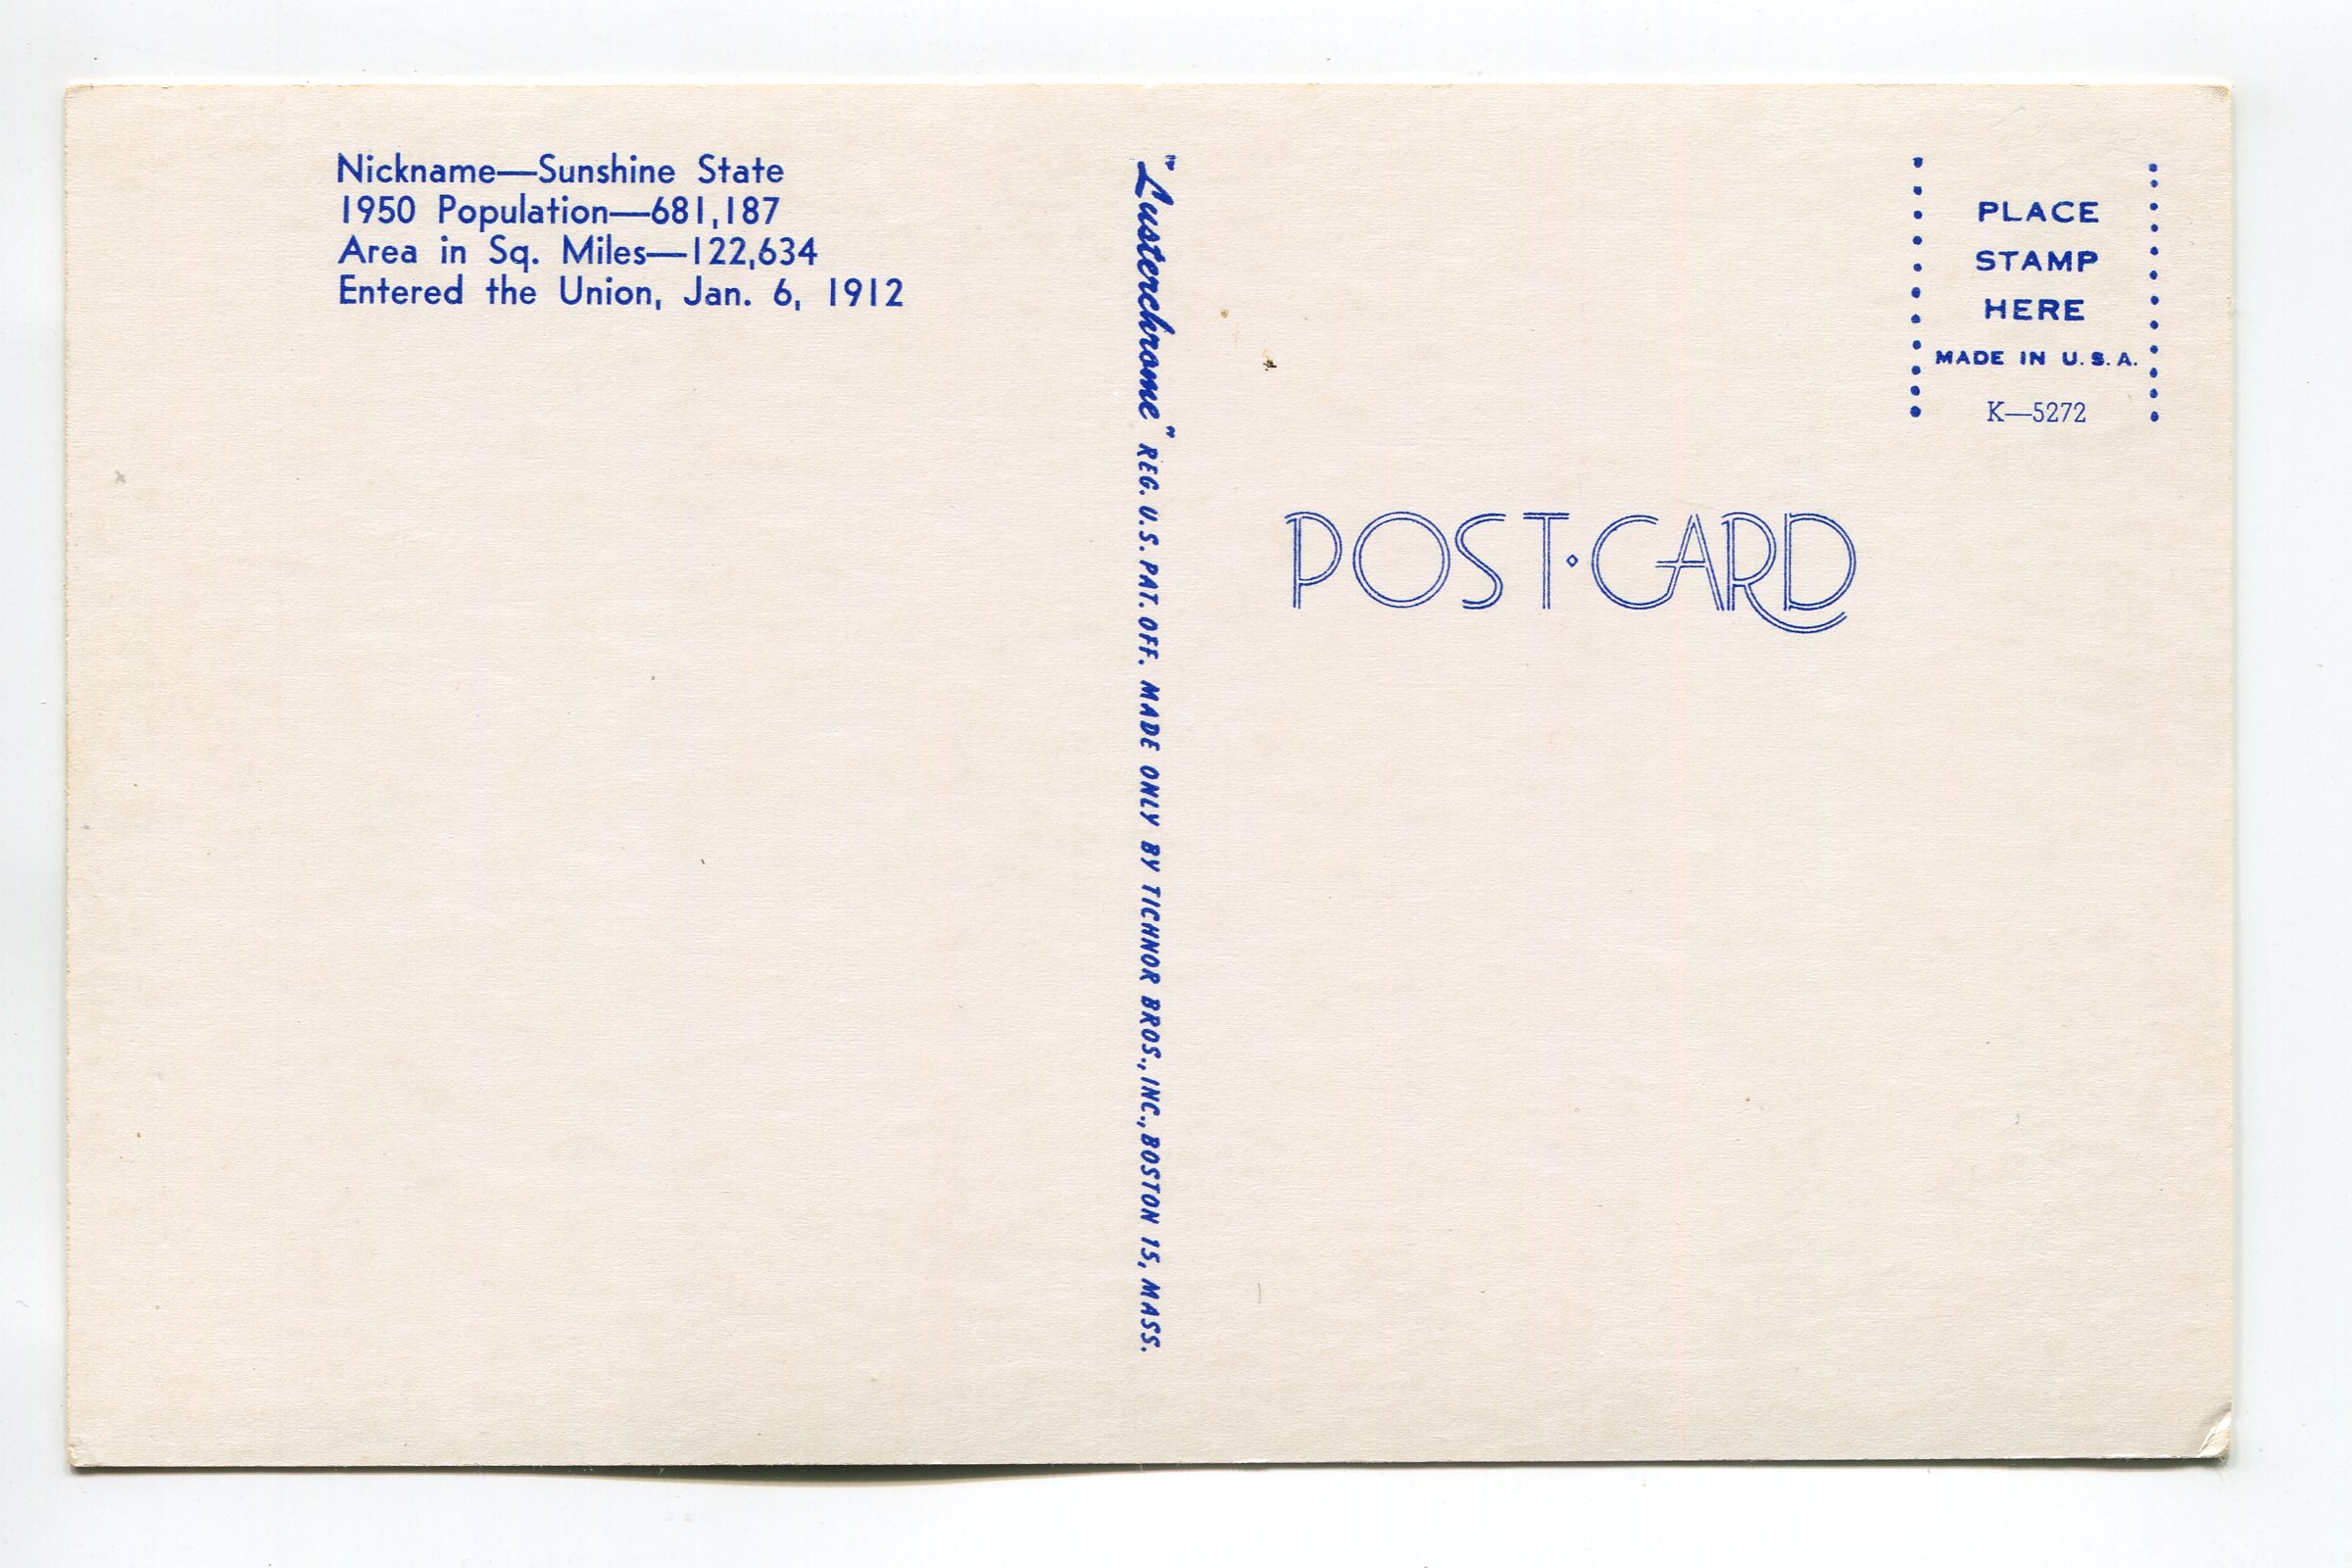 Nickname—Sunshine State
1950 Population—681,187
Area in Sq. Miles—122,634
Entered the Union, Jan. 6, 1912
"Lusterchrome" REG. U.S. PAT. OFF. MADE ONLY BY TICHNOR BROS., INC., BOSTON 15, MASS.
PLACE
STAMP
HERE
MADE IN U.S.A.
K—5272
POST·CARD